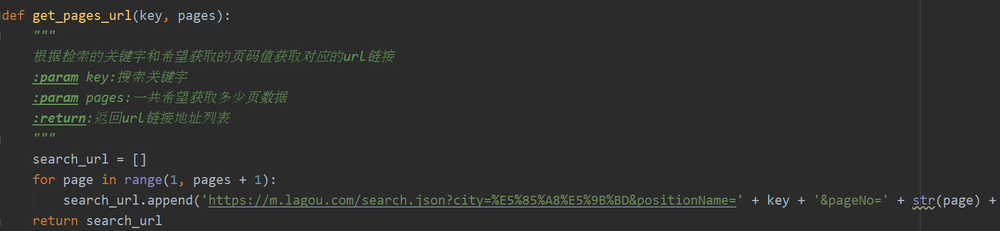 def get_pages_url(key, pages):
    """
    根据检索的关键字和希望获取的页码值获取对应的url链接
    :param key:搜索关键字
    :param pages:一共希望获取多少页数据
    :return:返回url链接地址列表
    """
    search_url = []
    for page in range(1, pages + 1):
        search_url.append('https://m.lagou.com/search.json?city=%E5%85%A8%E5%9B%BD&positionName=' + key + '&pageNo=' + str(page) +
    return search_url